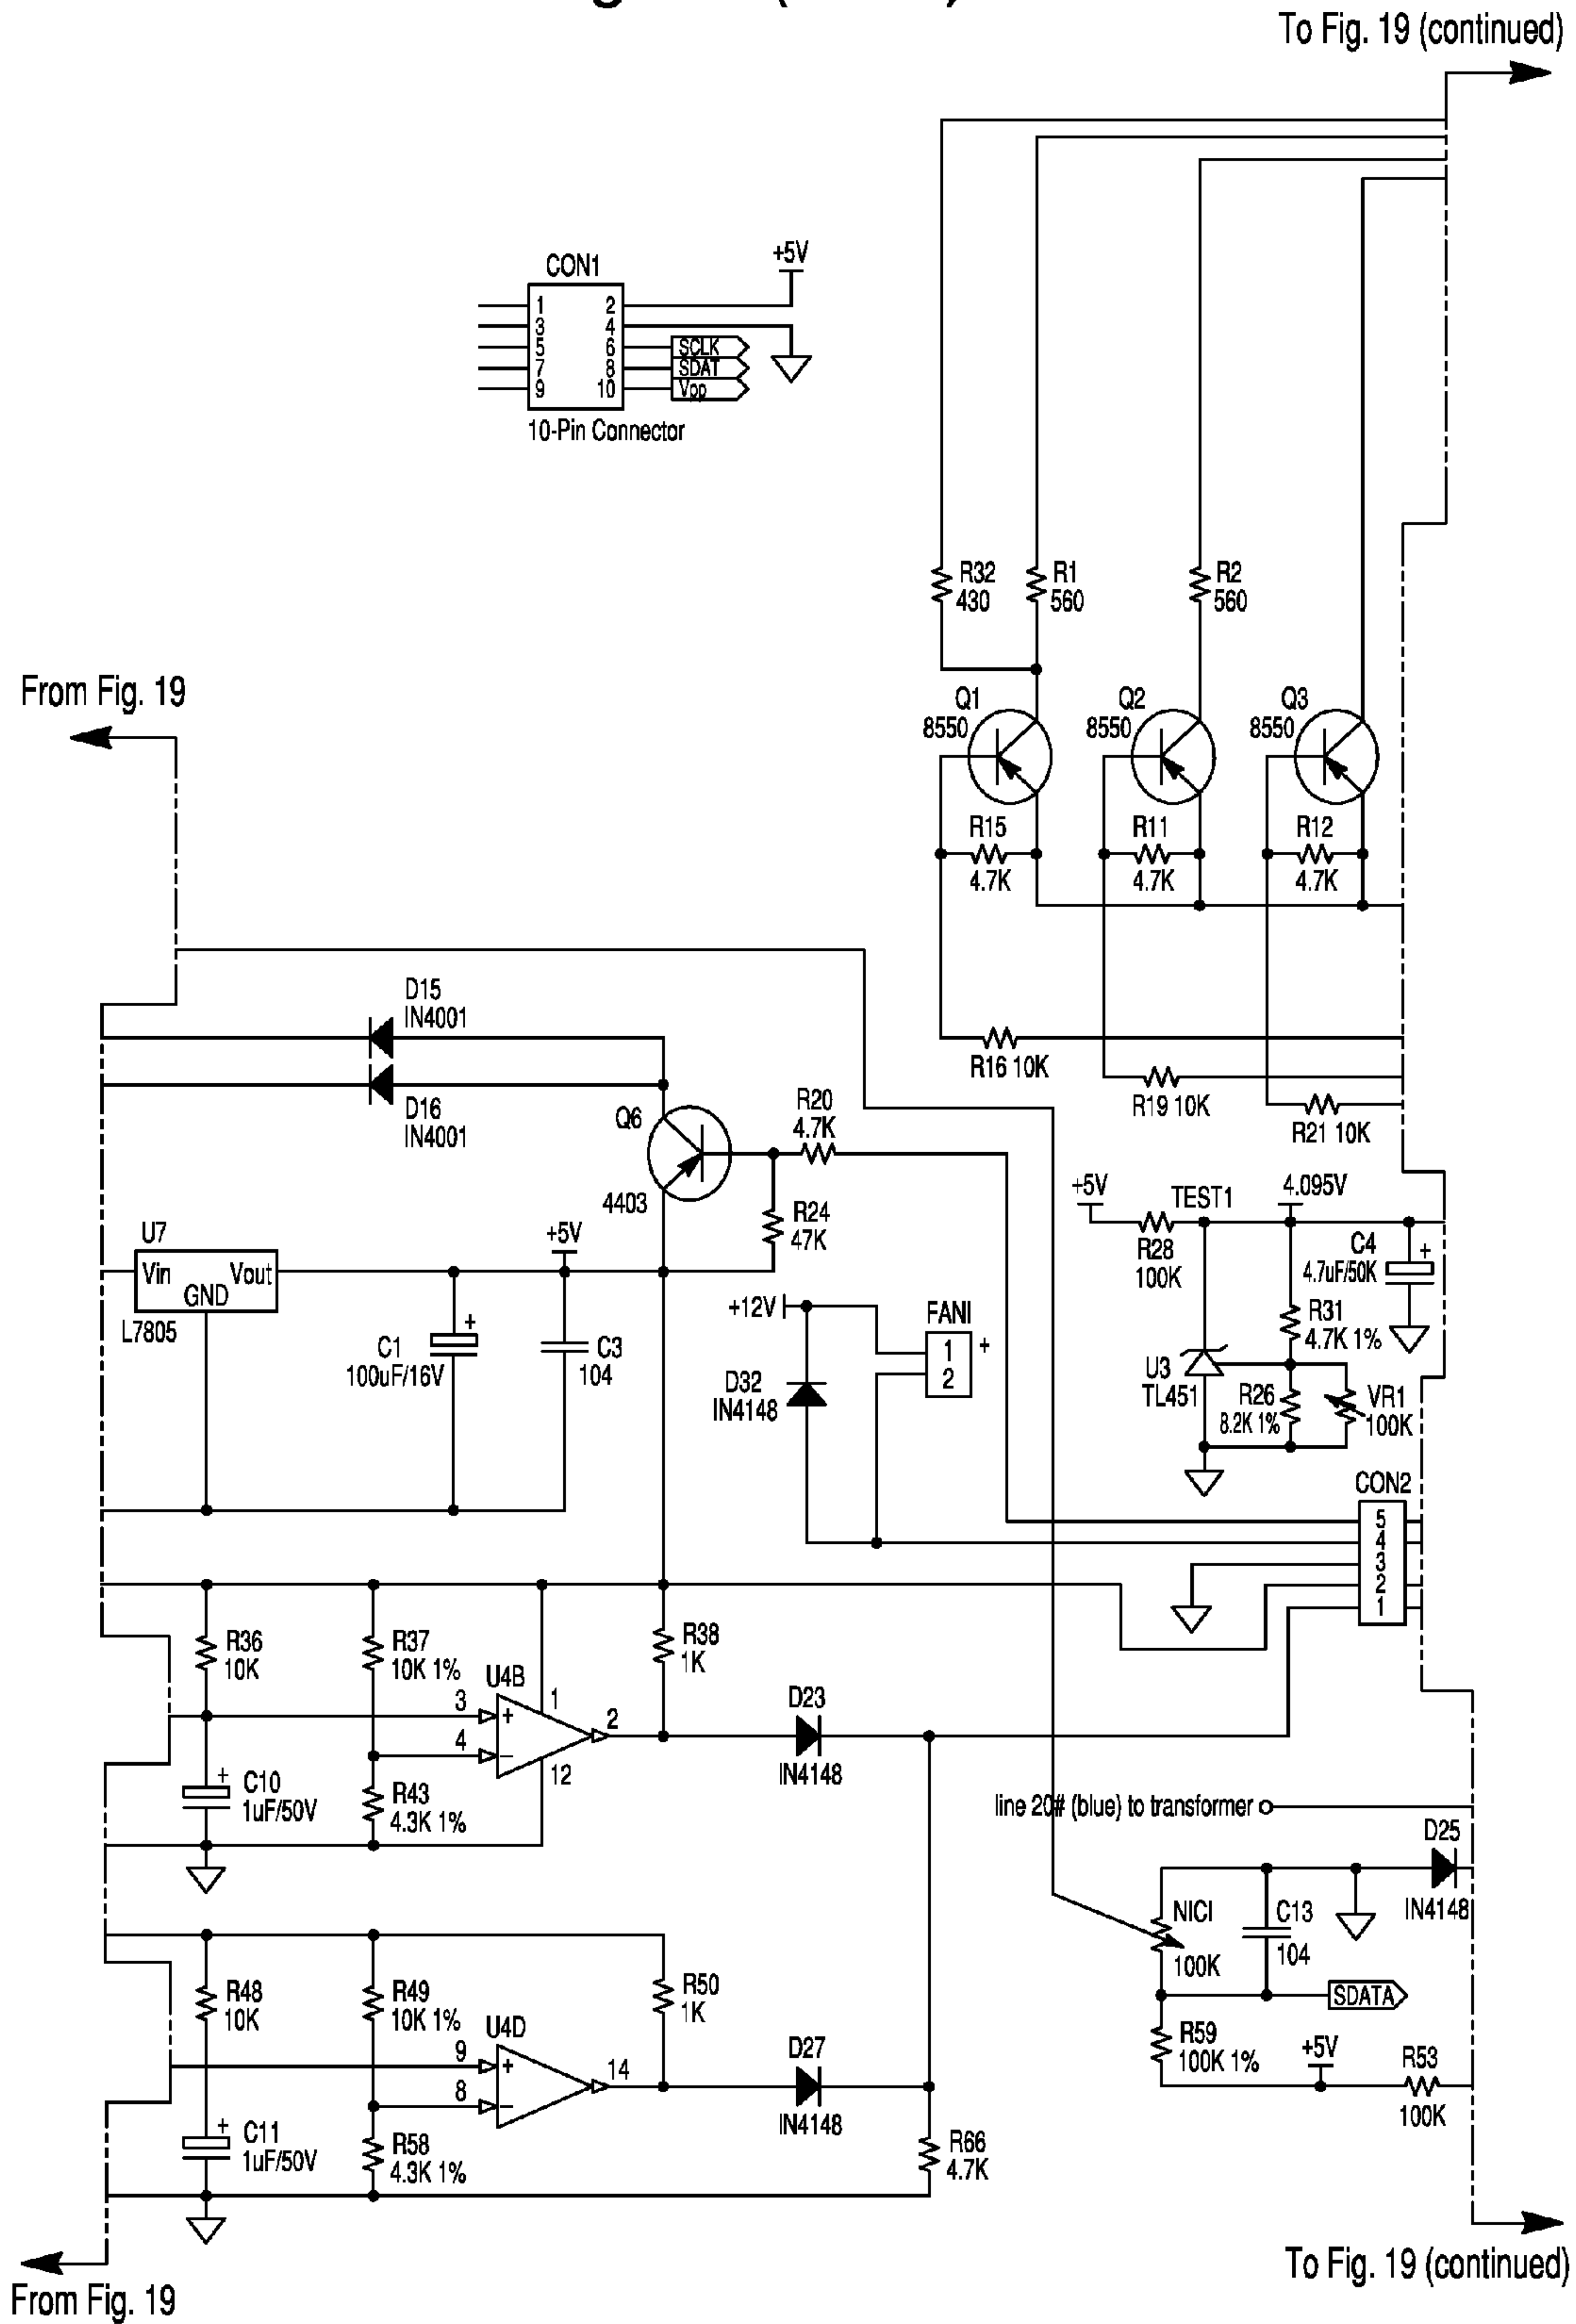 To Fig. 19 (continued)
CON1
+5V
1 2
3 4
5 6 SCLK
7 8 SDAT
9 10 Vpp
10-Pin Connector
R32
430
R1
560
R2
560
From Fig. 19
Q1
8550
Q2
8550
Q3
8550
R15
4.7K
R11
4.7K
R12
4.7K
D15
IN4001
D16
IN4001
R16 10K
R19 10K
R21 10K
Q6
4403
R20
4.7K
R24
47K
+5V
TEST1
4.095V
R28
100K
C4
+
4.7uF/50K
R31
4.7K 1%
U3
TL451
R26
8.2K 1%
VR1
100K
U7
Vin Vout
GND
L7805
+5V
+
C1
100uF/16V
C3
104
+12V
FANI
1 +
2
D32
IN4148
CON2
5
4
3
2
1
R36
10K
R37
10K 1%
R38
1K
U4B
3 + 1
4 − 2
12
D23
IN4148
+ C10
1uF/50V
R43
4.3K 1%
line 20# (blue) to transformer
D25
IN4148
NICI
100K
C13
104
SDATA
R59
100K 1%
+5V
R53
100K
R48
10K
R49
10K 1%
R50
1K
U4D
9 + 14
8 −
D27
IN4148
+ C11
1uF/50V
R58
4.3K 1%
R66
4.7K
From Fig. 19
To Fig. 19 (continued)